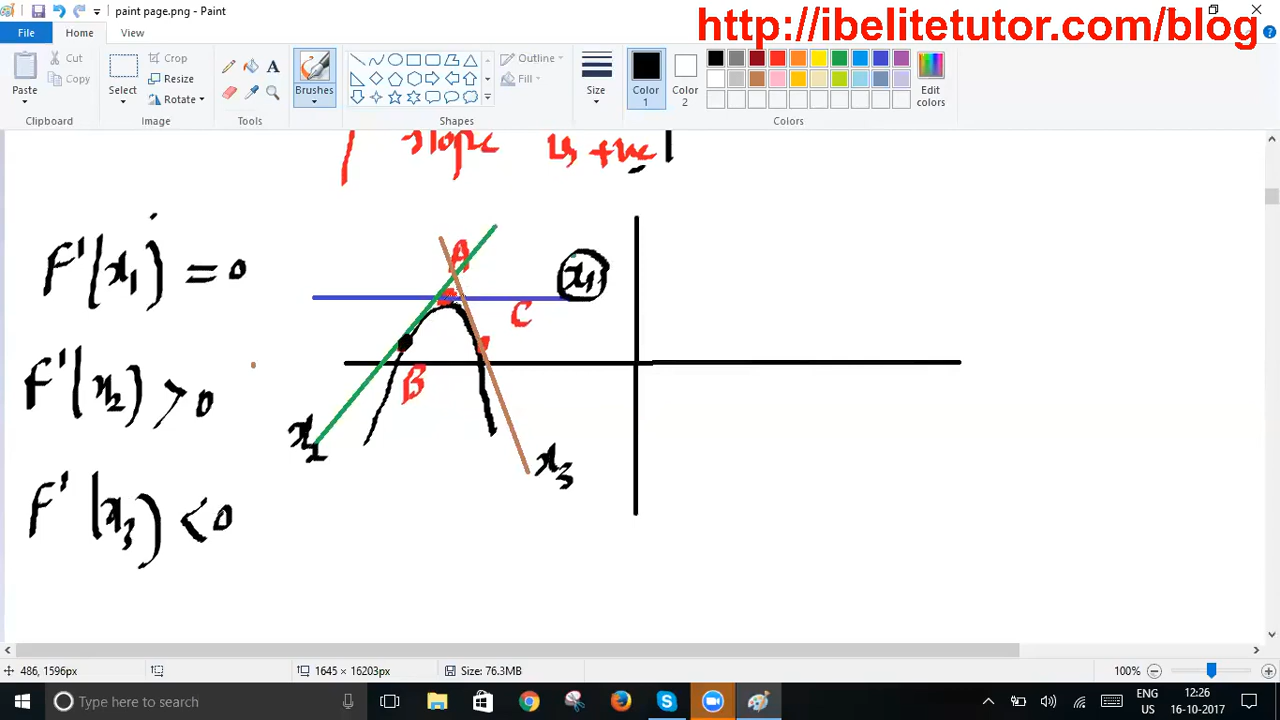 paint page.png - Paint
http://ibelitetutor.com/blog
File
Home
View
Paste
Cut
Copy
Clipboard
Select
Crop
Resize
Rotate
Image
Tools
Brushes
Shapes
Outline
Fill
Size
Color 1
Color 2
Edit colors
Colors
slope is +ve
F'(x1) = 0
F'(x2) > 0
F'(x3) < 0
A
x1
C
B
x2
x3
486, 1596px
1645 × 16203px
Size: 76.3MB
100%
Type here to search
ENG
US
12:26
16-10-2017